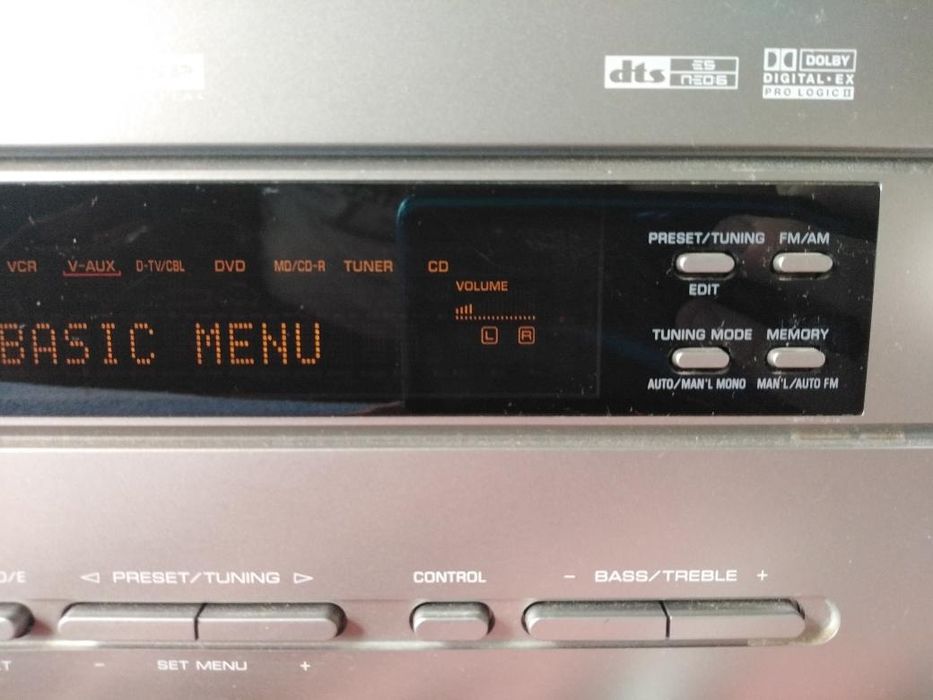 dts ES NEO:6
DOLBY
DIGITAL·EX
PRO LOGIC II
PRESET/TUNING FM/AM
EDIT
VCR V-AUX D-TV/CBL DVD MD/CD-R TUNER CD
VOLUME
BASIC MENU
L R
TUNING MODE MEMORY
AUTO/MAN'L MONO MAN'L/AUTO FM
D/E ◁ PRESET/TUNING ▷ CONTROL − BASS/TREBLE +
− SET MENU +